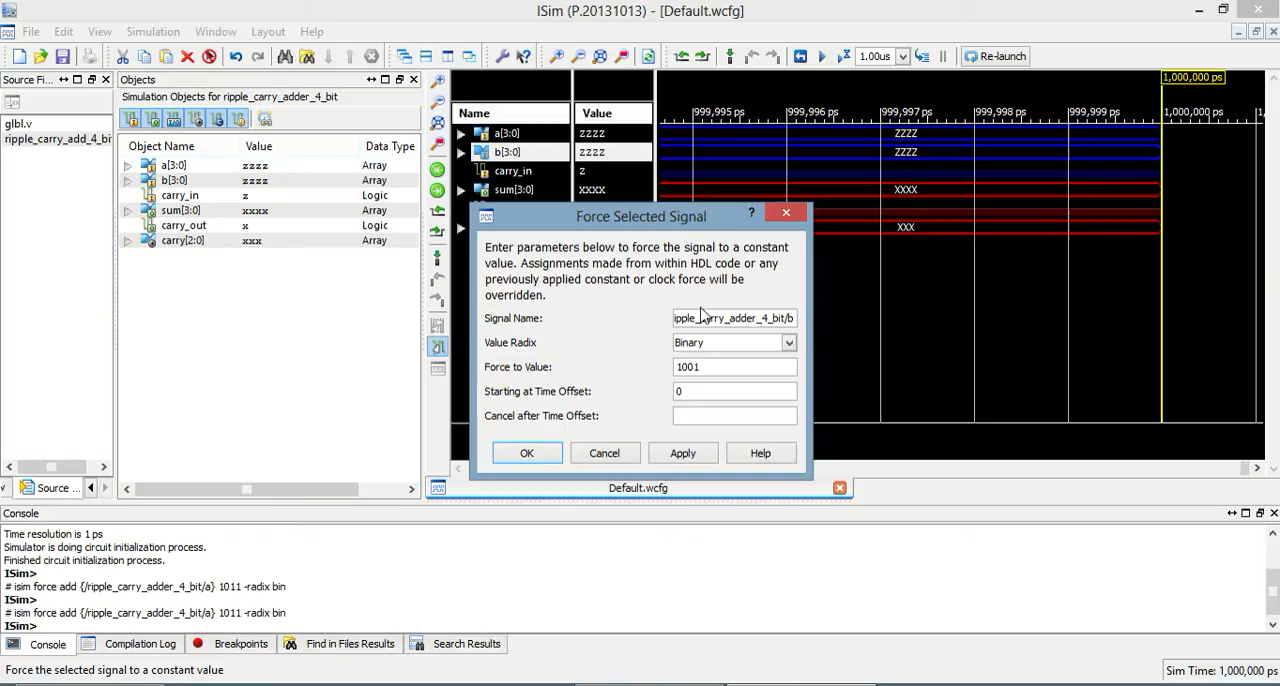 ISim (P.20131013) - [Default.wcfg]
File Edit View Simulation Window Layout Help
1.00us Re-launch
Source Fi...
glbl.v
ripple_carry_add_4_bi
Source ...
Objects
Simulation Objects for ripple_carry_adder_4_bit
Object Name Value Data Type
a[3:0] zzzz Array
b[3:0] zzzz Array
carry_in z Logic
sum[3:0] xxxx Array
carry_out x Logic
carry[2:0] xxx Array
1,000,000 ps
Name Value 999,995 ps 999,996 ps 999,997 ps 999,998 ps 999,999 ps 1,000,000 ps 1,
a[3:0] zzzz ZZZZ
b[3:0] zzzz ZZZZ
carry_in z
sum[3:0] xxxx XXXX
XXX
Force Selected Signal
Enter parameters below to force the signal to a constant
value. Assignments made from within HDL code or any
previously applied constant or clock force will be
overridden.
Signal Name: ipple_carry_adder_4_bit/b
Value Radix Binary
Force to Value: 1001
Starting at Time Offset: 0
Cancel after Time Offset:
OK Cancel Apply Help
Default.wcfg
Console
Time resolution is 1 ps
Simulator is doing circuit initialization process.
Finished circuit initialization process.
ISim>
# isim force add {/ripple_carry_adder_4_bit/a} 1011 -radix bin
ISim>
# isim force add {/ripple_carry_adder_4_bit/a} 1011 -radix bin
ISim>
Console Compilation Log Breakpoints Find in Files Results Search Results
Force the selected signal to a constant value
Sim Time: 1,000,000 ps